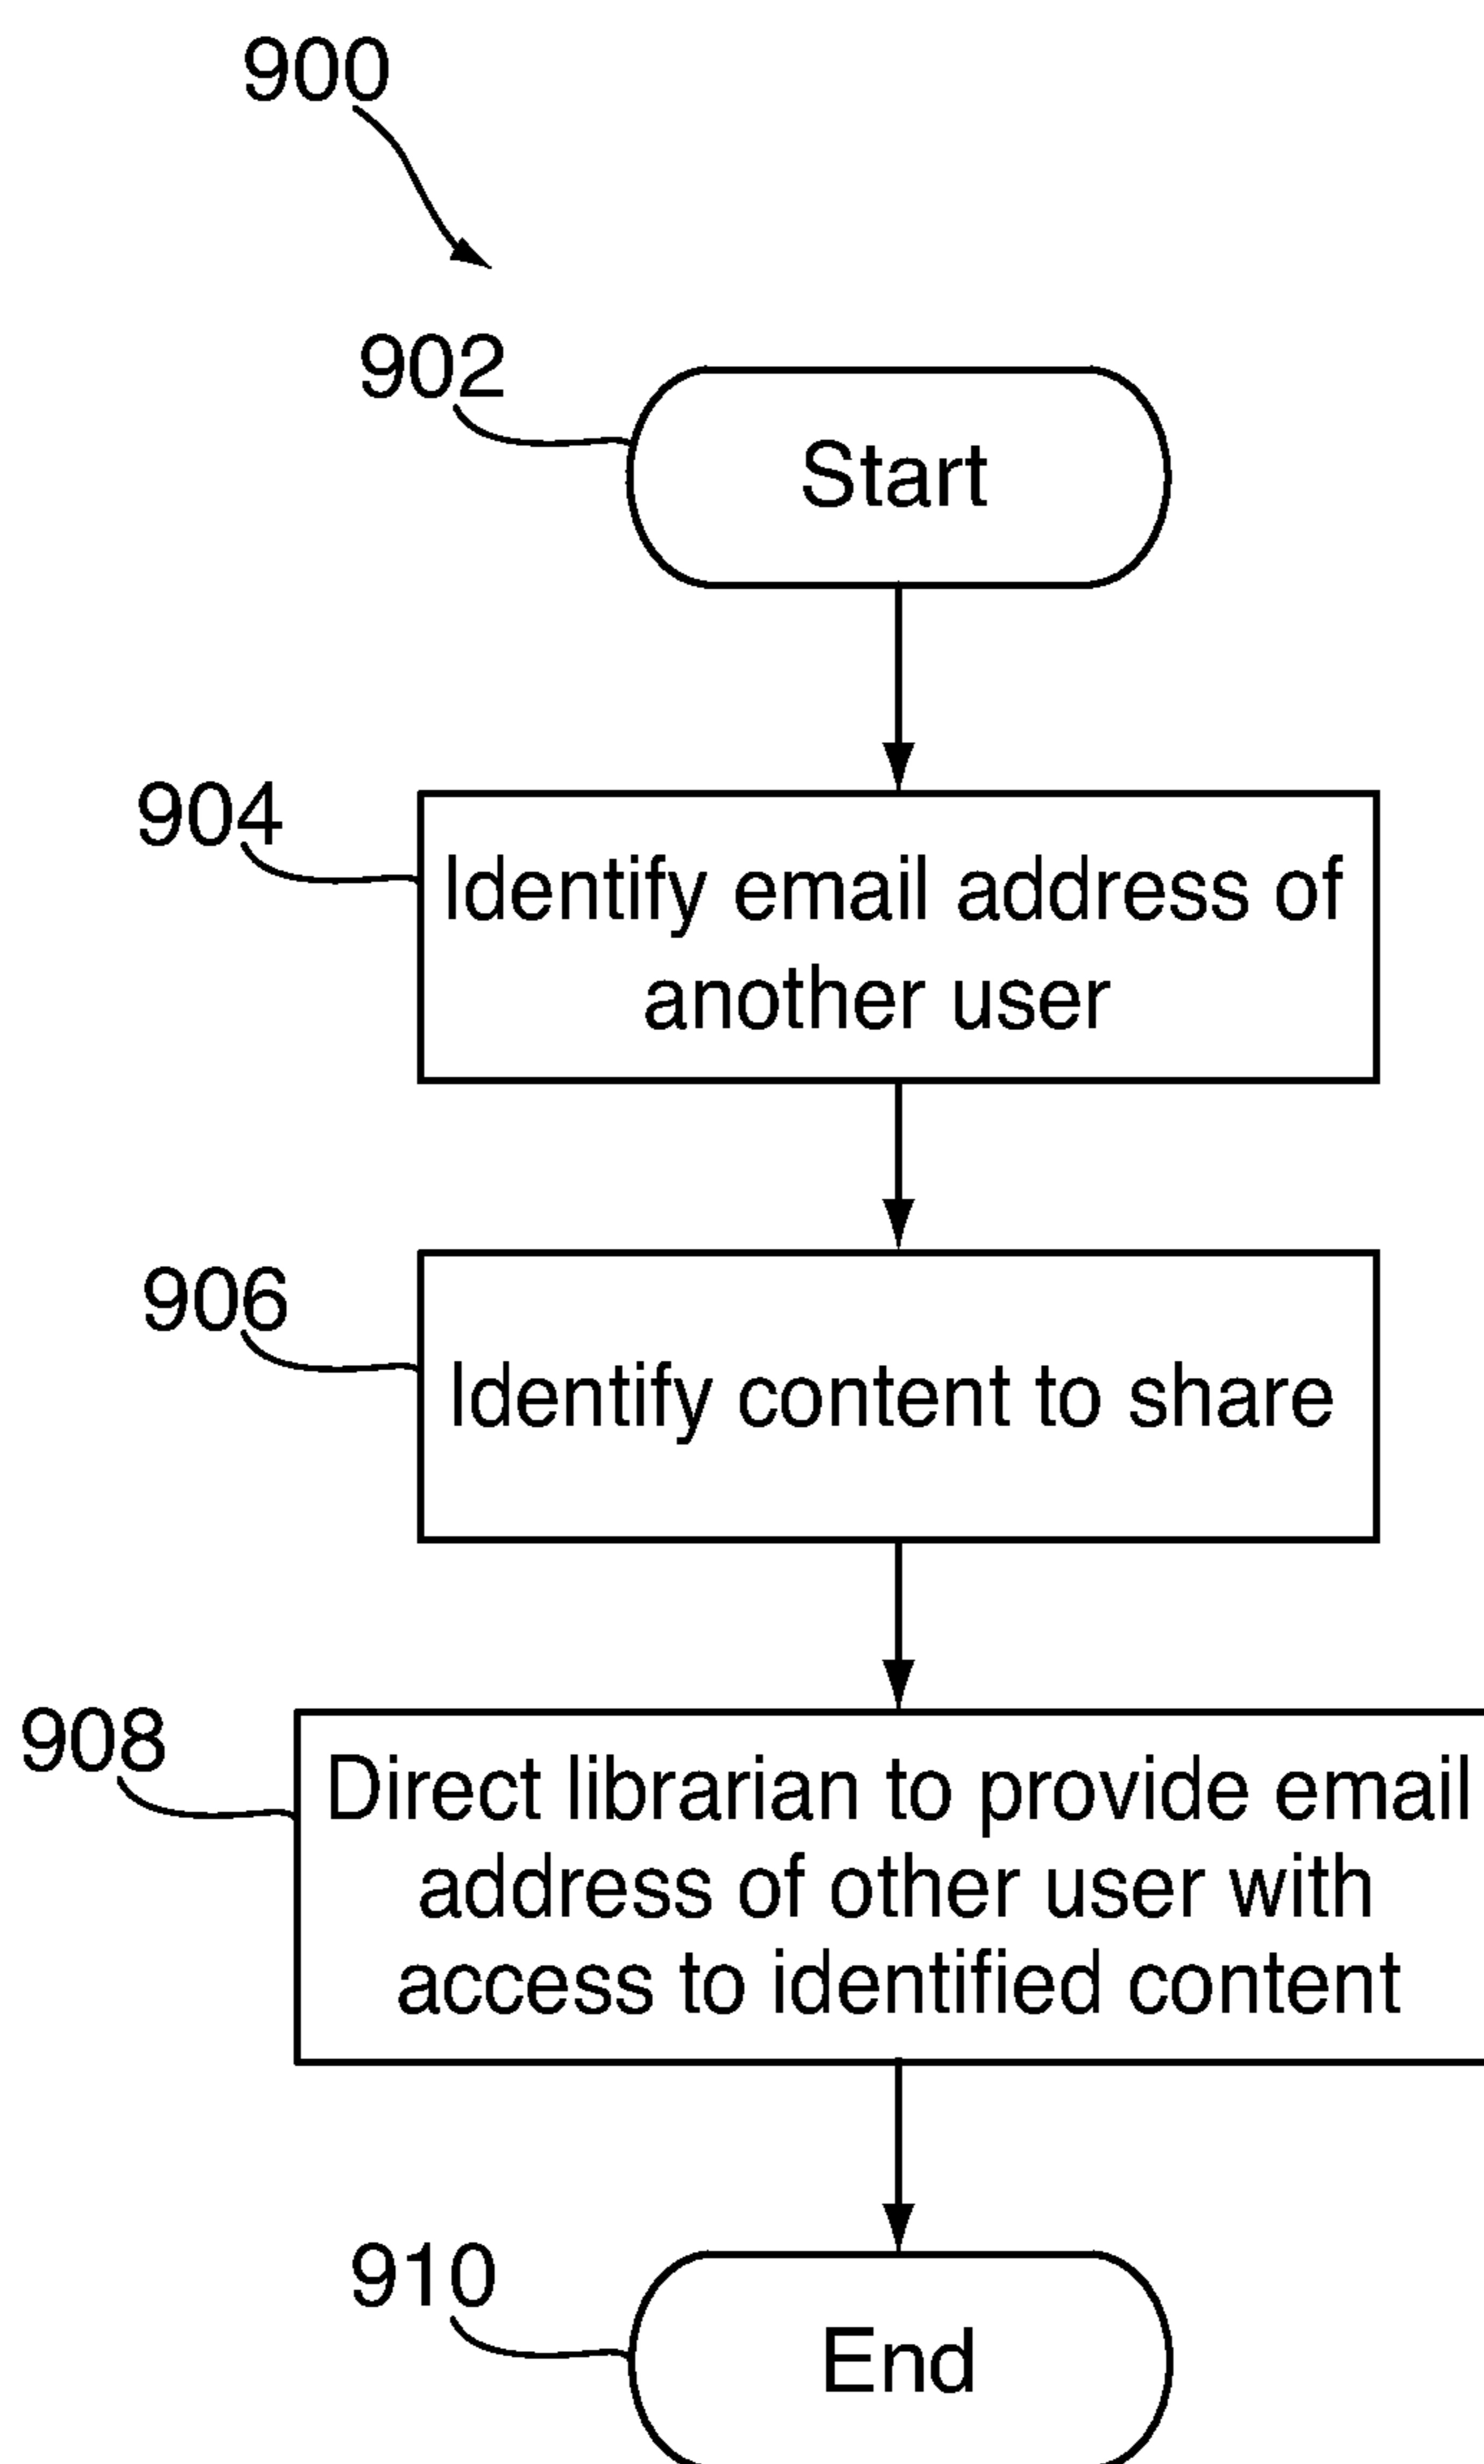 900
902
Start
904
Identify email address of
another user
906
Identify content to share
908
Direct librarian to provide email
address of other user with
access to identified content
910
End